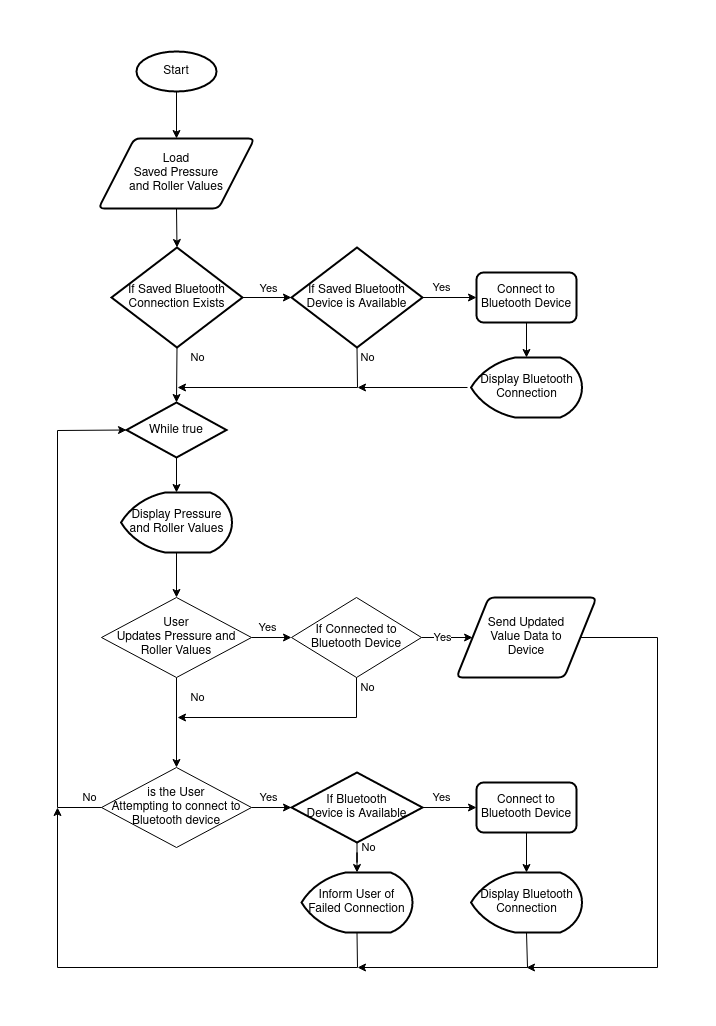 Start
Load
Saved Pressure
and Roller Values
If Saved Bluetooth
Connection Exists
Yes
If Saved Bluetooth
Device is Available
Yes
Connect to
Bluetooth Device
No
No
Display Bluetooth
Connection
While true
Display Pressure
and Roller Values
User
Updates Pressure and
Roller Values
Yes
If Connected to
Bluetooth Device
Yes
Send Updated
Value Data to
Device
No
No
No
is the User
Attempting to connect to
Bluetooth device
Yes
If Bluetooth
Device is Available
Yes
Connect to
Bluetooth Device
No
Inform User of
Failed Connection
Display Bluetooth
Connection